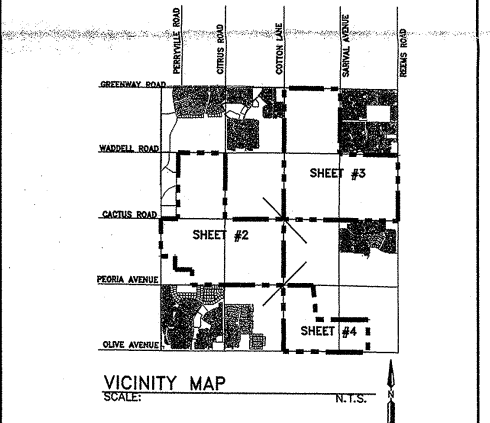 PERRYVILLE ROAD
CITRUS ROAD
COTTON LANE
SARIVAL AVENUE
REEMS ROAD
GREENWAY ROAD
WADDELL ROAD
SHEET #3
CACTUS ROAD
SHEET #2
PEORIA AVENUE
SHEET #4
OLIVE AVENUE
VICINITY MAP
SCALE: N.T.S.
N